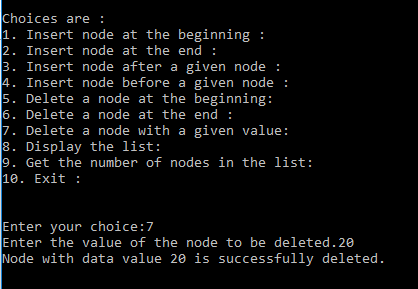 Choices are :
1. Insert node at the beginning :
2. Insert node at the end :
3. Insert node after a given node :
4. Insert node before a given node :
5. Delete a node at the beginning:
6. Delete a node at the end :
7. Delete a node with a given value:
8. Display the list:
9. Get the number of nodes in the list:
10. Exit :
Enter your choice:7
Enter the value of the node to be deleted.20
Node with data value 20 is successfully deleted.